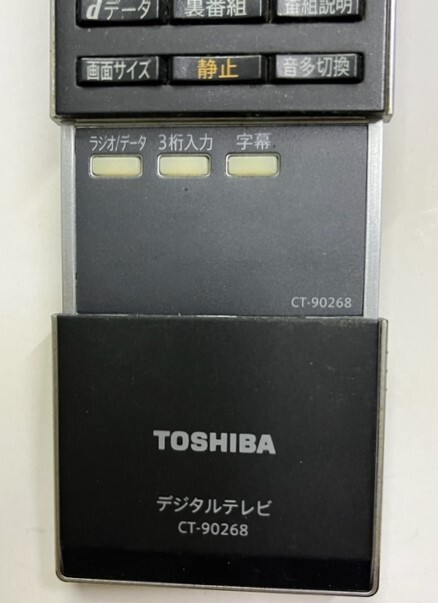 dデータ 裏番組 番組説明
画面サイズ 静止 音多切換
ラジオ/データ 3桁入力 字幕
CT-90268
TOSHIBA
デジタルテレビ
CT-90268